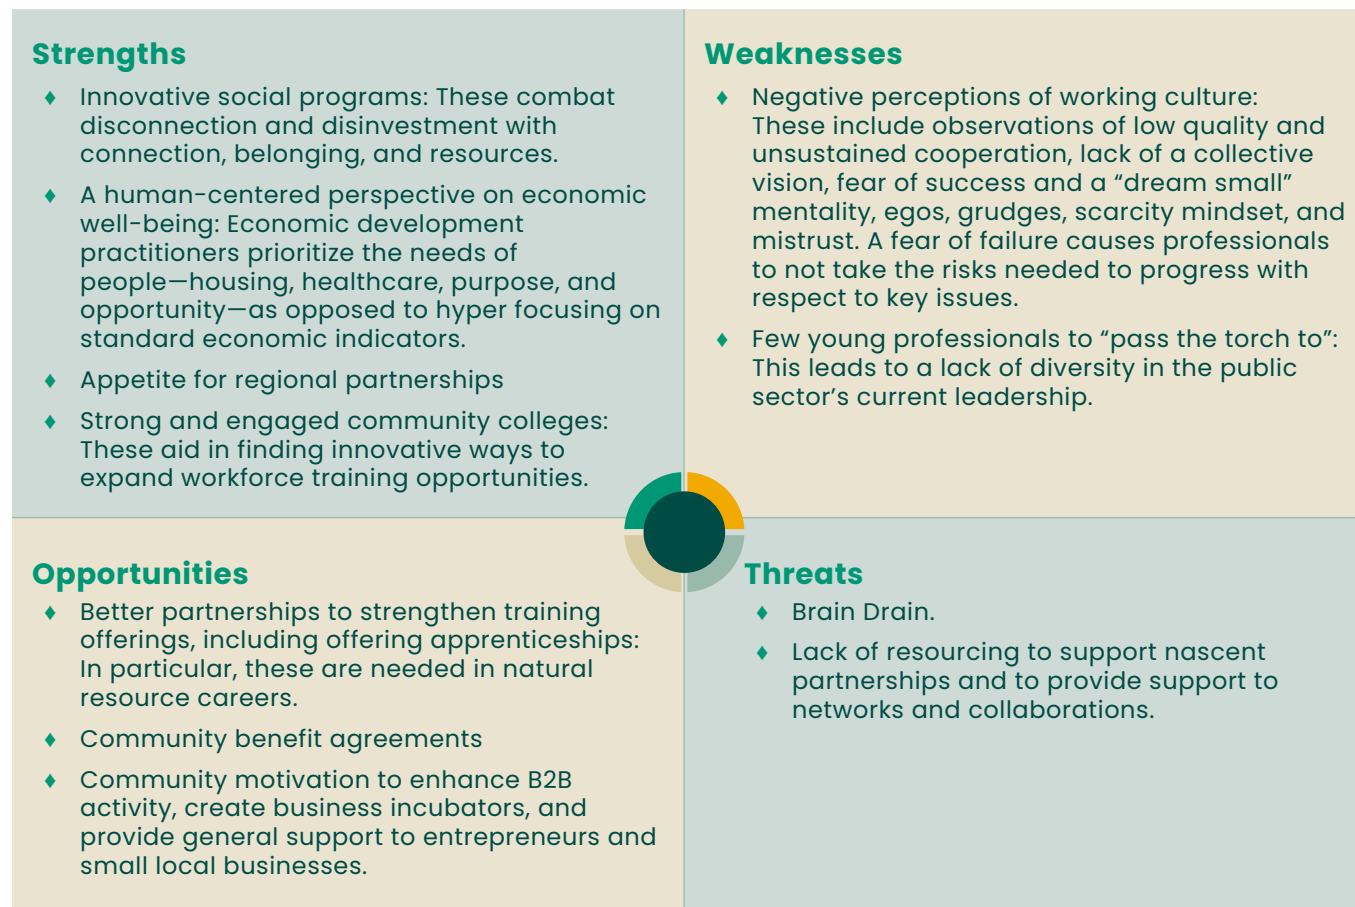 Strengths
♦ Innovative social programs: These combat
disconnection and disinvestment with
connection, belonging, and resources.
♦ A human-centered perspective on economic
well-being: Economic development
practitioners prioritize the needs of
people—housing, healthcare, purpose, and
opportunity—as opposed to hyper focusing on
standard economic indicators.
♦ Appetite for regional partnerships
♦ Strong and engaged community colleges:
These aid in finding innovative ways to
expand workforce training opportunities.
Weaknesses
♦ Negative perceptions of working culture:
These include observations of low quality and
unsustained cooperation, lack of a collective
vision, fear of success and a “dream small”
mentality, egos, grudges, scarcity mindset, and
mistrust. A fear of failure causes professionals
to not take the risks needed to progress with
respect to key issues.
♦ Few young professionals to “pass the torch to”:
This leads to a lack of diversity in the public
sector’s current leadership.
Opportunities
♦ Better partnerships to strengthen training
offerings, including offering apprenticeships:
In particular, these are needed in natural
resource careers.
♦ Community benefit agreements
♦ Community motivation to enhance B2B
activity, create business incubators, and
provide general support to entrepreneurs and
small local businesses.
Threats
♦ Brain Drain.
♦ Lack of resourcing to support nascent
partnerships and to provide support to
networks and collaborations.